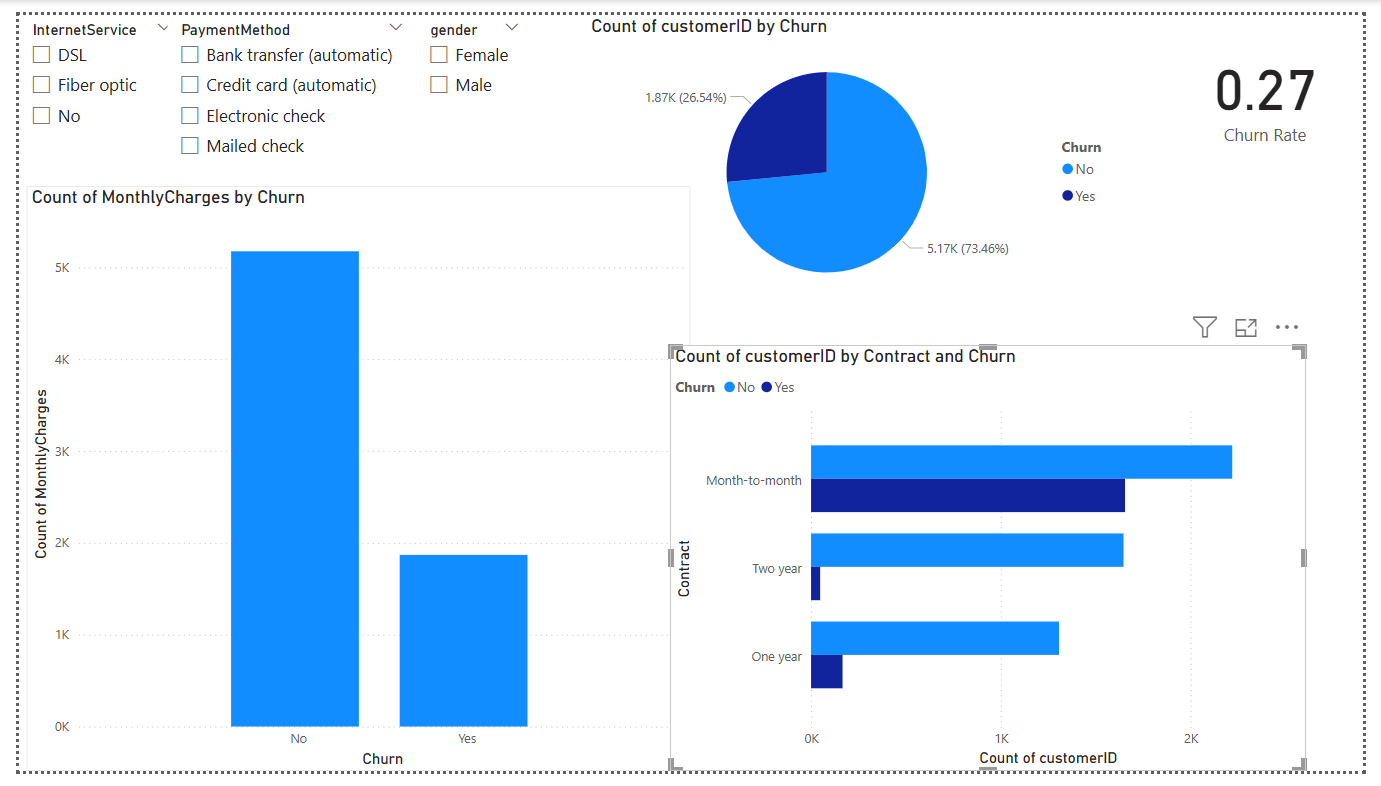 InternetService
DSL
Fiber optic
No
PaymentMethod
Bank transfer (automatic)
Credit card (automatic)
Electronic check
Mailed check
gender
Female
Male
Count of customerID by Churn
1.87K (26.54%)
5.17K (73.46%)
Churn
No
Yes
0.27
Churn Rate
Count of MonthlyCharges by Churn
Count of MonthlyCharges
5K
4K
3K
2K
1K
0K
No
Yes
Churn
Count of customerID by Contract and Churn
Churn No Yes
Contract
Month-to-month
Two year
One year
0K
1K
2K
Count of customerID